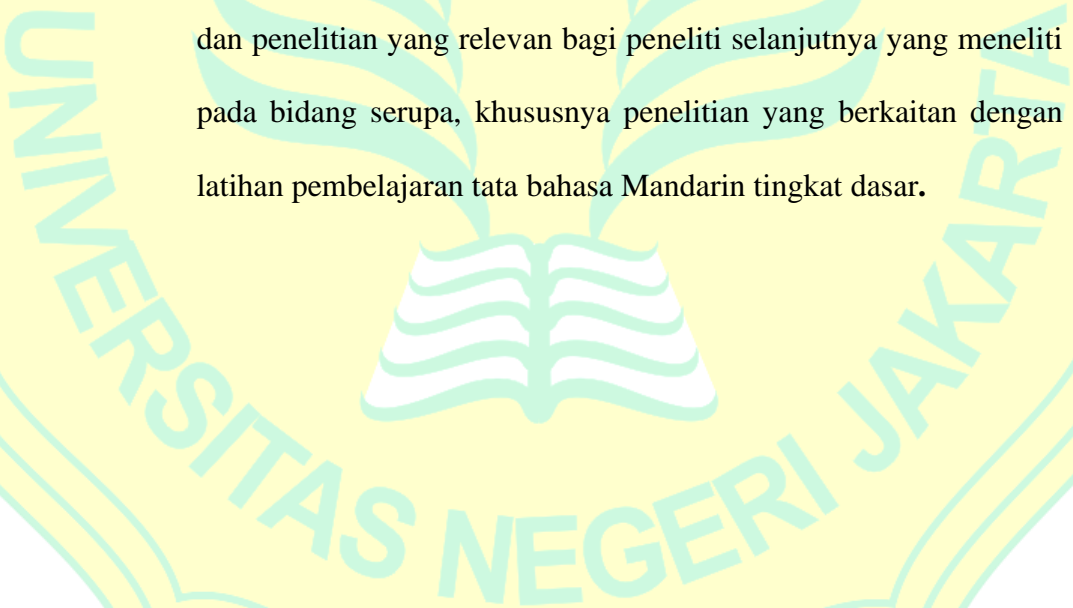 dan penelitian yang relevan bagi peneliti selanjutnya yang meneliti
pada bidang serupa, khususnya penelitian yang berkaitan dengan
latihan pembelajaran tata bahasa Mandarin tingkat dasar.
UNIVERSITAS NEGERI JAKARTA